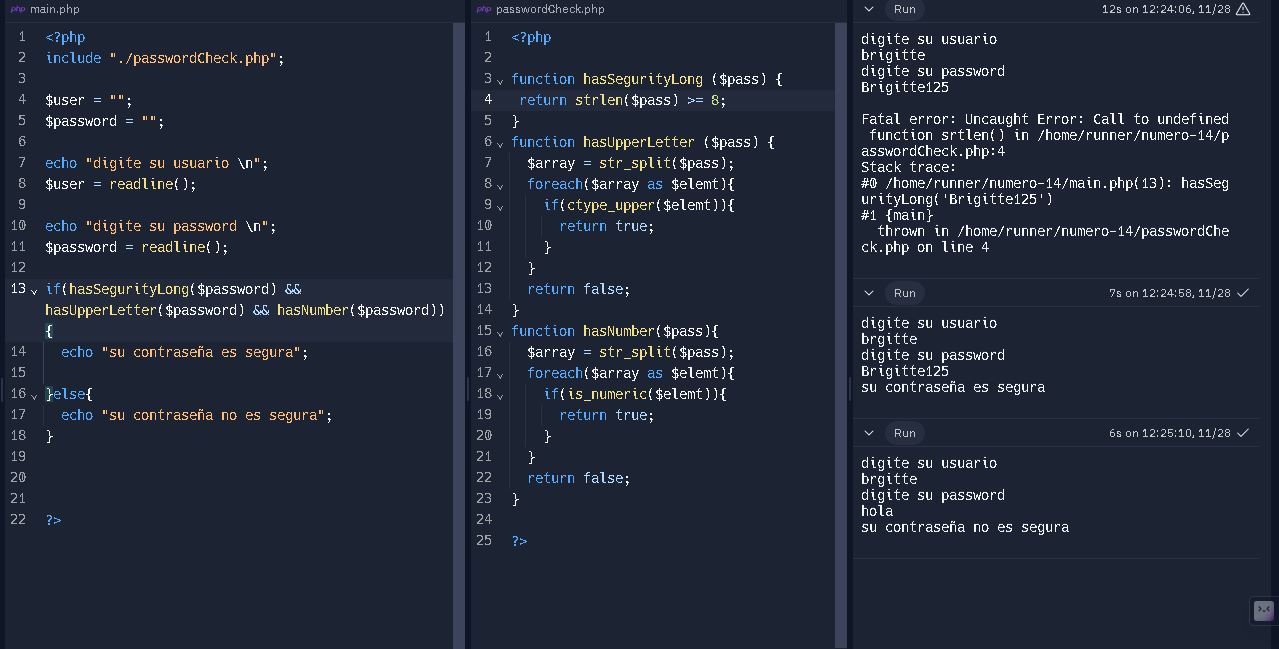 php main.php
1 <?php
2 include "./passwordCheck.php";
3
4 $user = "";
5 $password = "";
6
7 echo "digite su usuario \n";
8 $user = readline();
9
10 echo "digite su password \n";
11 $password = readline();
12
13 if(hasSegurityLong($password) &&
hasUpperLetter($password) && hasNumber($password))
{
14 echo "su contraseña es segura";
15
16 }else{
17 echo "su contraseña no es segura";
18 }
19
20
21
22 ?>
php passwordCheck.php
1 <?php
2
3 function hasSegurityLong ($pass) {
4 return strlen($pass) >= 8;
5 }
6 function hasUpperLetter ($pass) {
7 $array = str_split($pass);
8 foreach($array as $elemt){
9 if(ctype_upper($elemt)){
10 return true;
11 }
12 }
13 return false;
14 }
15 function hasNumber($pass){
16 $array = str_split($pass);
17 foreach($array as $elemt){
18 if(is_numeric($elemt)){
19 return true;
20 }
21 }
22 return false;
23 }
24
25 ?>
Run 12s on 12:24:06, 11/28
digite su usuario
brigitte
digite su password
Brigitte125
Fatal error: Uncaught Error: Call to undefined
function srtlen() in /home/runner/numero-14/p
asswordCheck.php:4
Stack trace:
#0 /home/runner/numero-14/main.php(13): hasSeg
urityLong('Brigitte125')
#1 {main}
thrown in /home/runner/numero-14/passwordChe
ck.php on line 4
Run 7s on 12:24:58, 11/28
digite su usuario
brgitte
digite su password
Brigitte125
su contraseña es segura
Run 6s on 12:25:10, 11/28
digite su usuario
brgitte
digite su password
hola
su contraseña no es segura